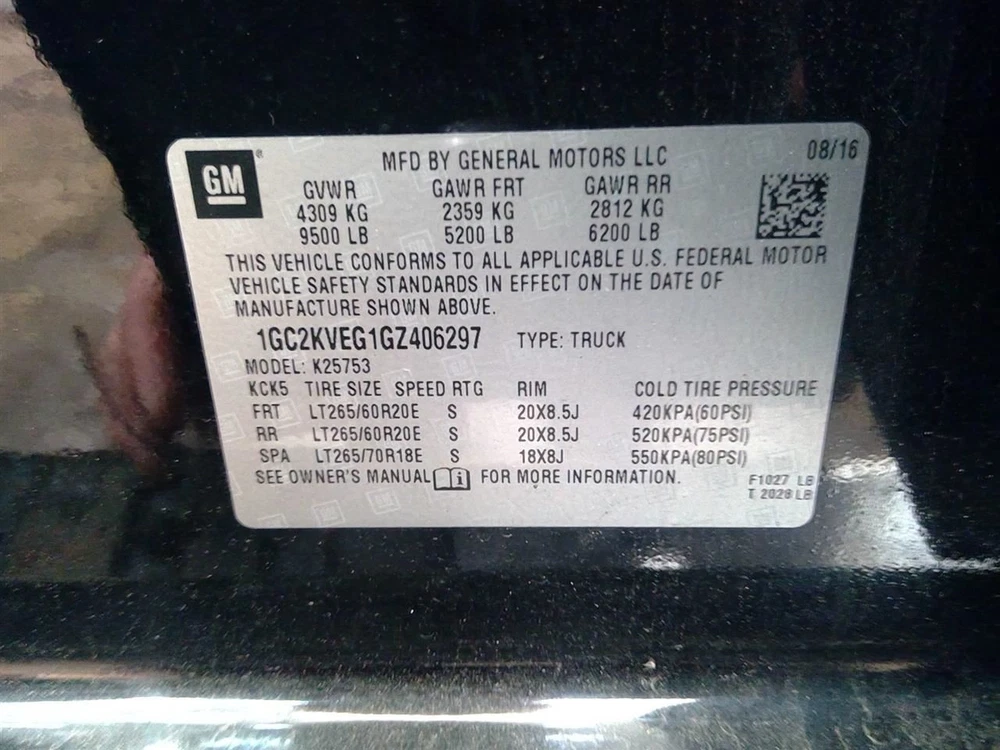 GM ® MFD BY GENERAL MOTORS LLC 08/16
GVWR GAWR FRT GAWR RR
4309 KG 2359 KG 2812 KG
9500 LB 5200 LB 6200 LB
THIS VEHICLE CONFORMS TO ALL APPLICABLE U.S. FEDERAL MOTOR
VEHICLE SAFETY STANDARDS IN EFFECT ON THE DATE OF
MANUFACTURE SHOWN ABOVE.
1GC2KVEG1GZ406297 TYPE: TRUCK
MODEL: K25753
KCK5 TIRE SIZE SPEED RTG RIM COLD TIRE PRESSURE
FRT LT265/60R20E S 20X8.5J 420KPA(60PSI)
RR LT265/60R20E S 20X8.5J 520KPA(75PSI)
SPA LT265/70R18E S 18X8J 550KPA(80PSI)
SEE OWNER'S MANUAL i FOR MORE INFORMATION.
F1027 LB
T 2028 LB